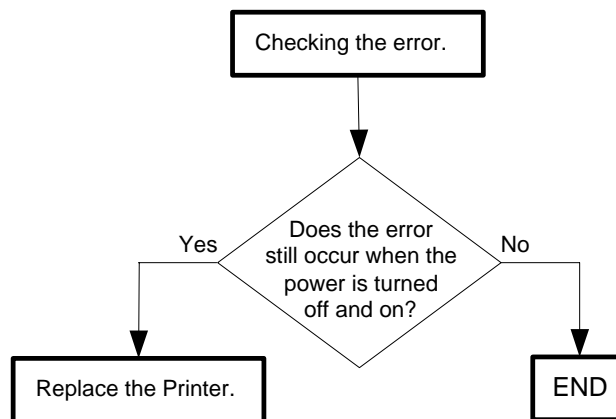 Checking the error.
Does the error
still occur when the
power is turned
off and on?
Yes
No
Replace the Printer.
END